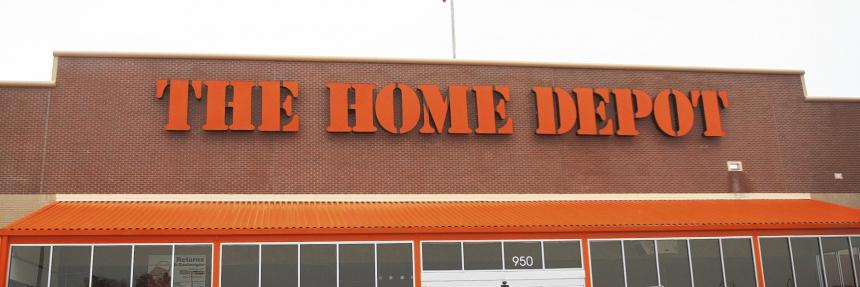 THE HOME DEPOT
950
Returns